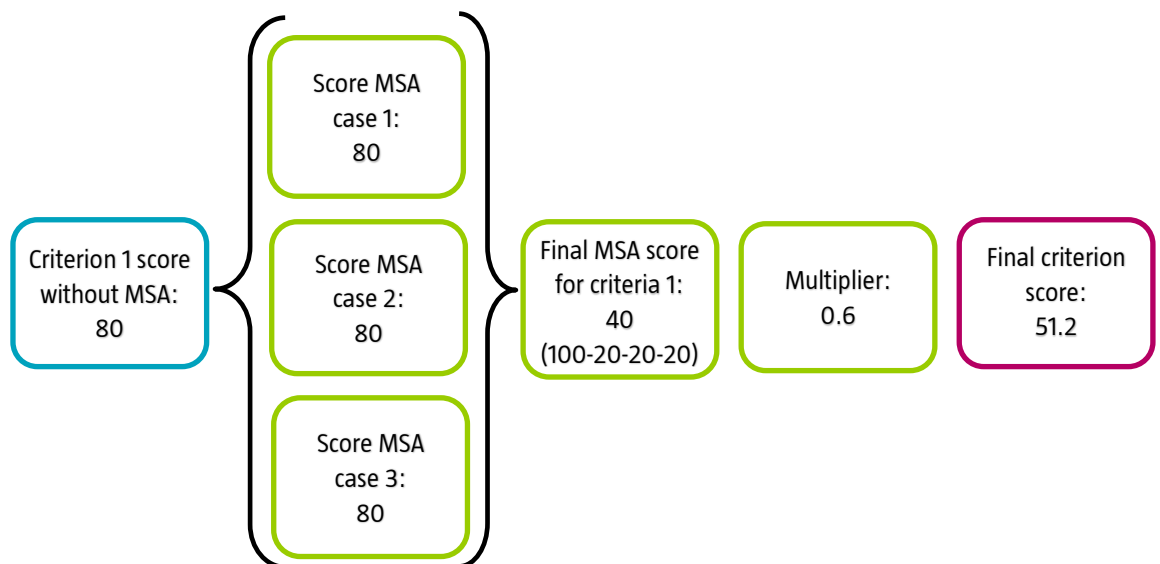 Criterion 1 score
without MSA:
80
Score MSA
case 1:
80
Score MSA
case 2:
80
Score MSA
case 3:
80
Final MSA score
for criteria 1:
40
(100-20-20-20)
Multiplier:
0.6
Final criterion
score:
51.2